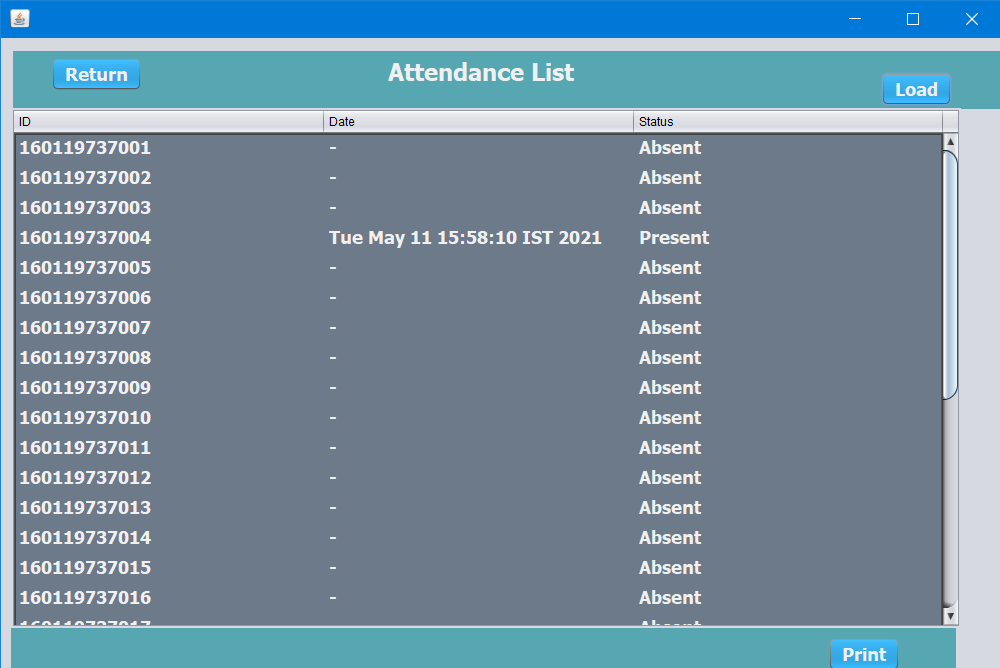 Return Attendance List Load
ID Date Status
160119737001 - Absent
160119737002 - Absent
160119737003 - Absent
160119737004 Tue May 11 15:58:10 IST 2021 Present
160119737005 - Absent
160119737006 - Absent
160119737007 - Absent
160119737008 - Absent
160119737009 - Absent
160119737010 - Absent
160119737011 - Absent
160119737012 - Absent
160119737013 - Absent
160119737014 - Absent
160119737015 - Absent
160119737016 - Absent
Print